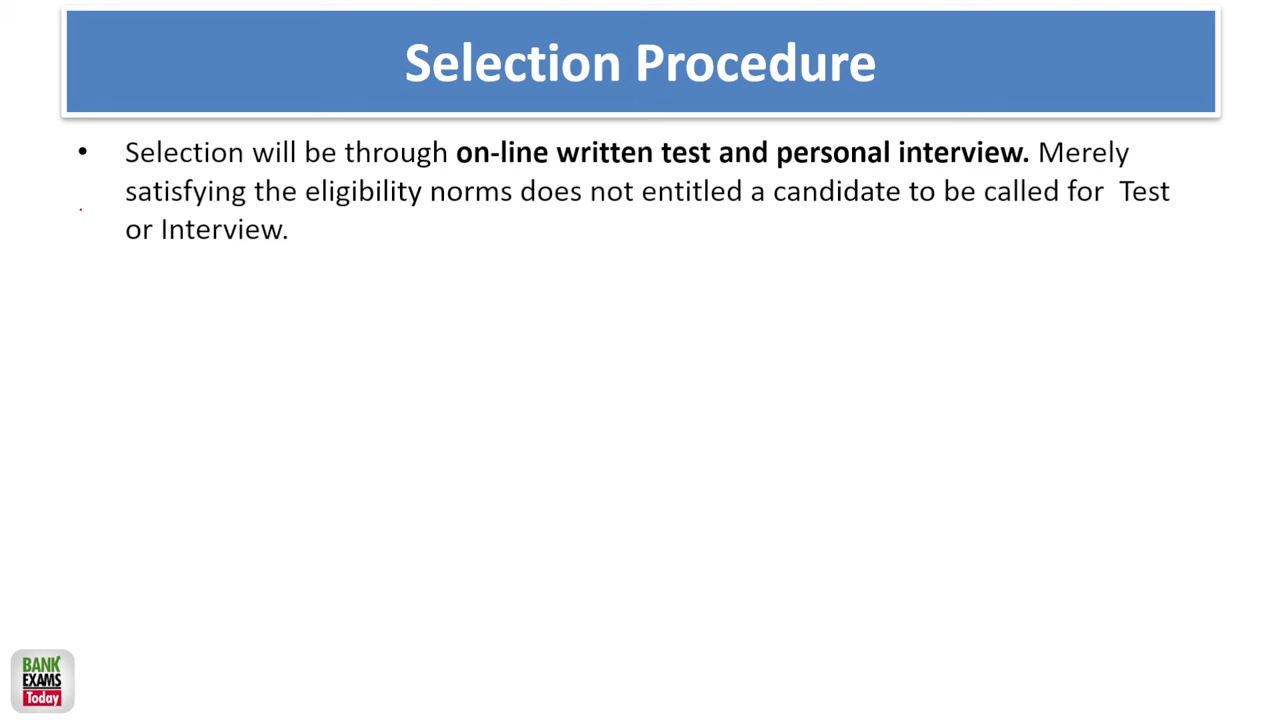 Selection Procedure
• Selection will be through on-line written test and personal interview. Merely
satisfying the eligibility norms does not entitled a candidate to be called for Test
or Interview.
BANK
EXAMS
Today